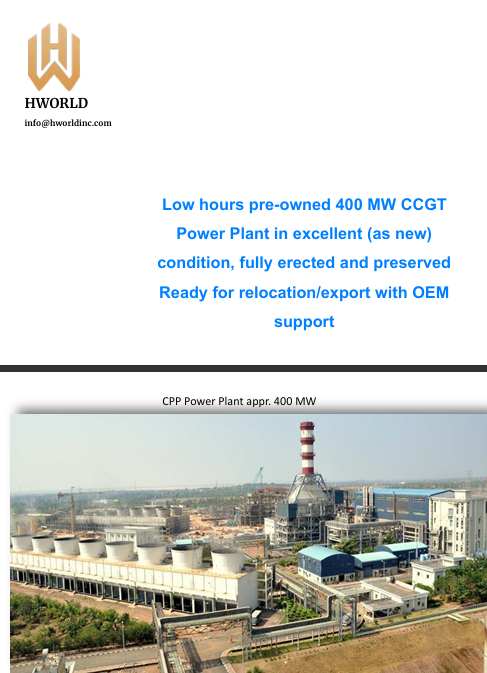 HWORLD
info@hworldinc.com
Low hours pre-owned 400 MW CCGT
Power Plant in excellent (as new)
condition, fully erected and preserved
Ready for relocation/export with OEM
support
CPP Power Plant appr. 400 MW